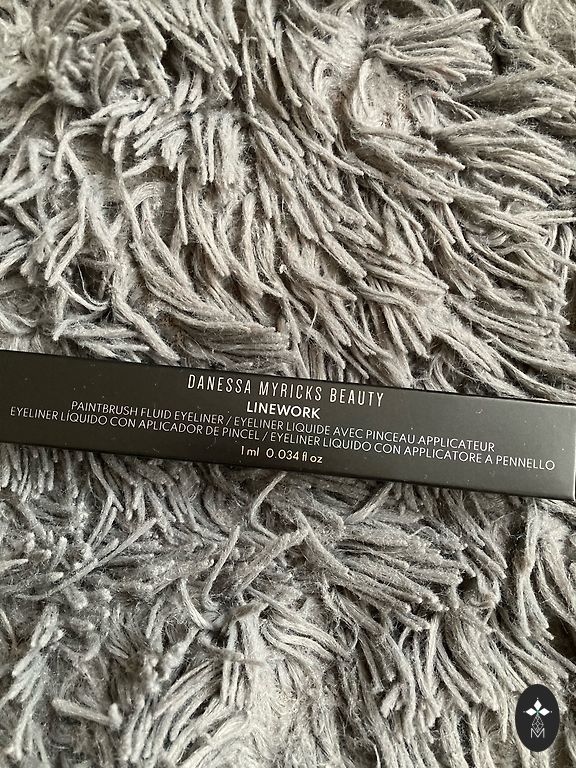 DANESSA MYRICKS BEAUTY
LINEWORK
PAINTBRUSH FLUID EYELINER / EYELINER LIQUIDE AVEC PINCEAU APPLICATEUR
EYELINER LÍQUIDO CON APLICADOR DE PINCEL / EYELINER LÍQUIDO CON APPLICATORE A PENNELLO
1 ml 0.034 fl oz
M